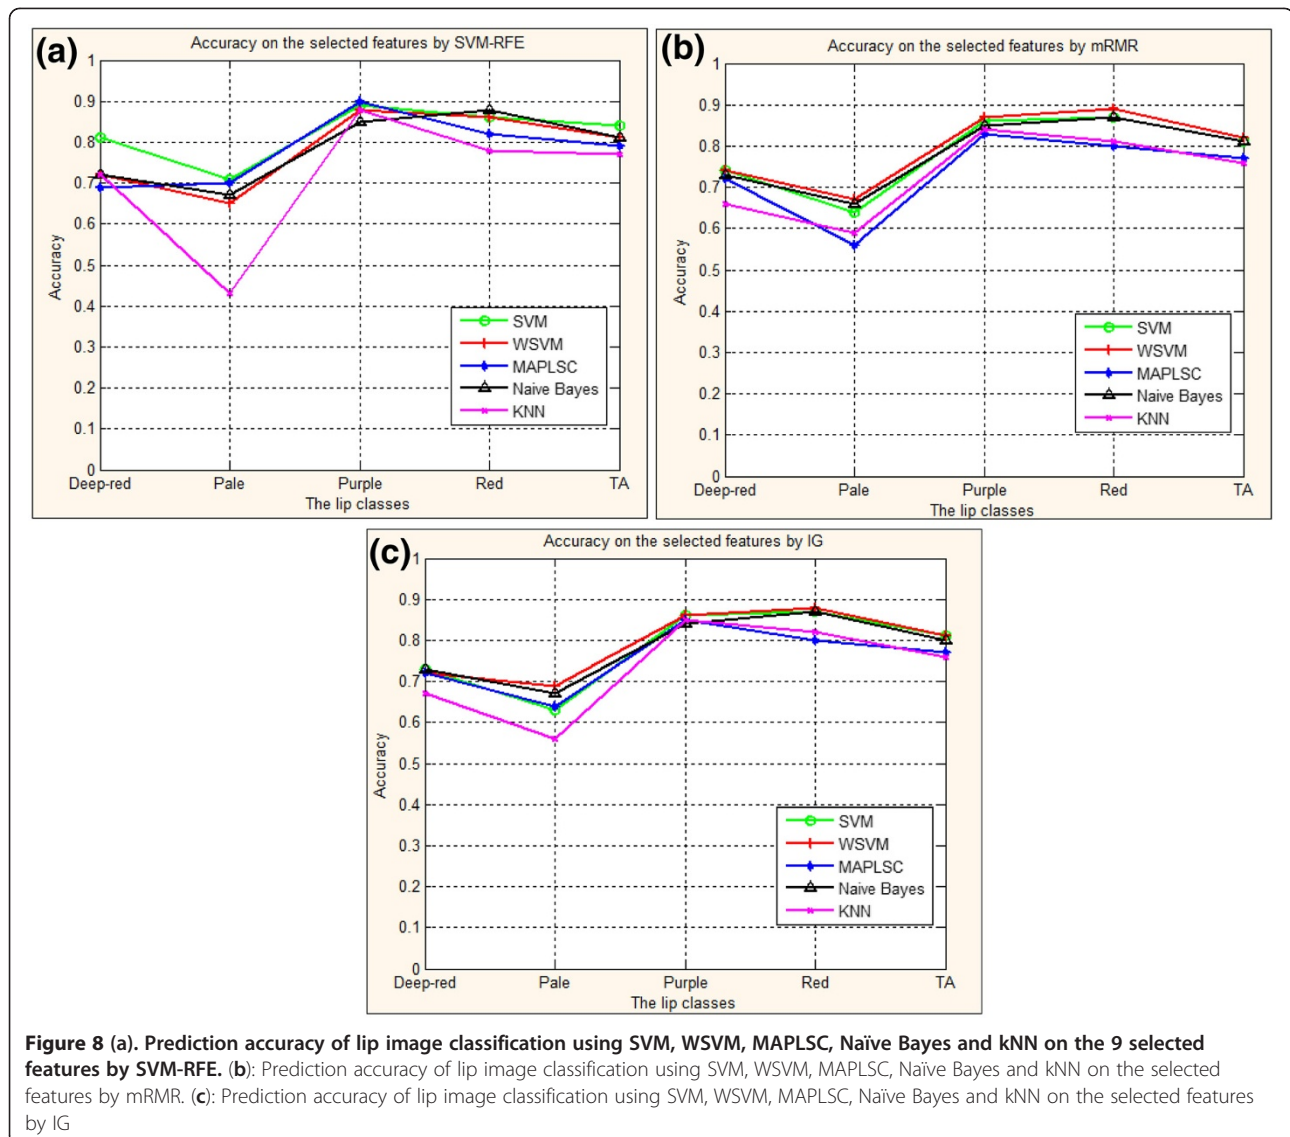 (a)
Accuracy on the selected features by SVM-RFE
1
0.9
0.8
0.7
0.6
0.5
0.4
0.3
0.2
0.1
0
Accuracy
Deep-red Pale Purple Red TA
The lip classes
SVM
WSVM
MAPLSC
Naive Bayes
KNN
(b)
Accuracy on the selected features by mRMR
1
0.9
0.8
0.7
0.6
0.5
0.4
0.3
0.2
0.1
0
Accuracy
Deep-red Pale Purple Red TA
The lip classes
SVM
WSVM
MAPLSC
Naive Bayes
KNN
(c)
Accuracy on the selected features by IG
1
0.9
0.8
0.7
0.6
0.5
0.4
0.3
0.2
0.1
0
Accuracy
Deep-red Pale Purple Red TA
The lip classes
SVM
WSVM
MAPLSC
Naive Bayes
KNN
Figure 8 (a). Prediction accuracy of lip image classification using SVM, WSVM, MAPLSC, Naïve Bayes and kNN on the 9 selected
features by SVM-RFE. (b): Prediction accuracy of lip image classification using SVM, WSVM, MAPLSC, Naïve Bayes and kNN on the selected
features by mRMR. (c): Prediction accuracy of lip image classification using SVM, WSVM, MAPLSC, Naïve Bayes and kNN on the selected features
by IG